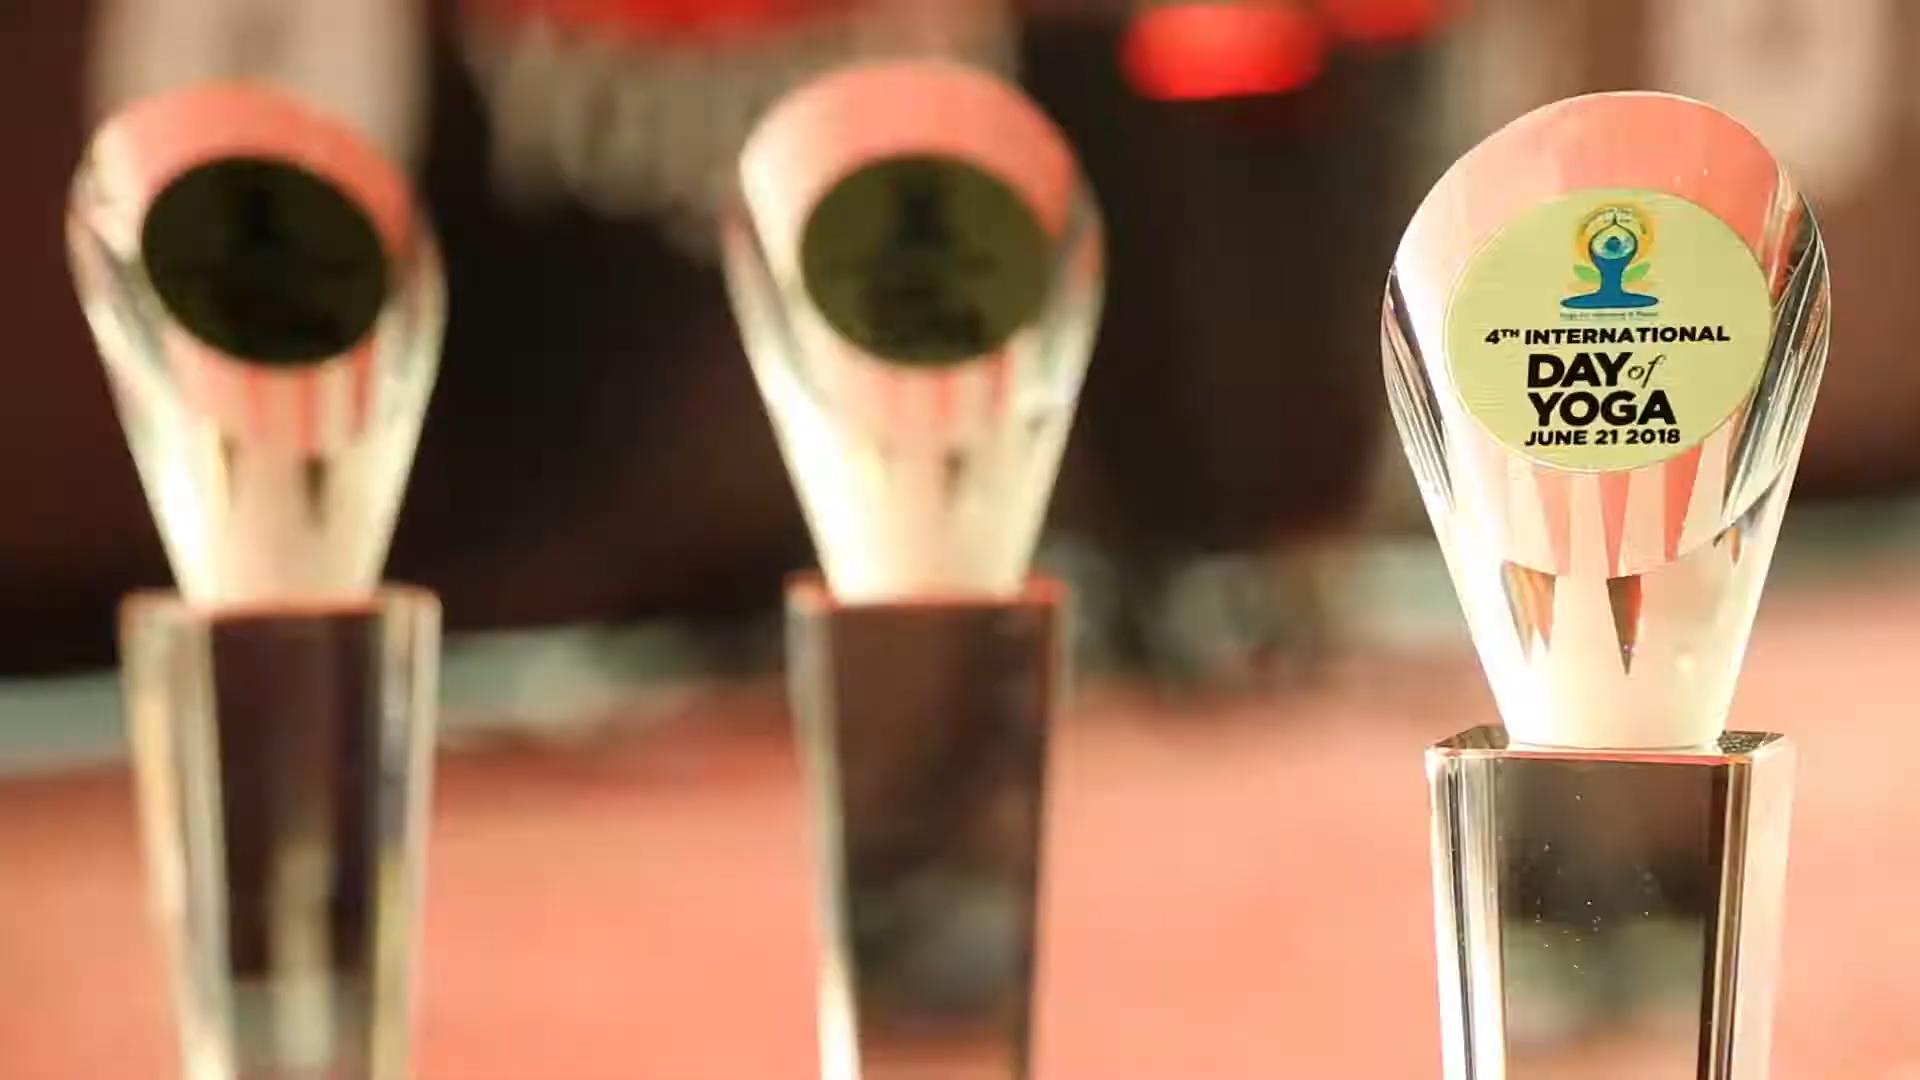 4TH INTERNATIONAL
DAY of
YOGA
JUNE 21 2018